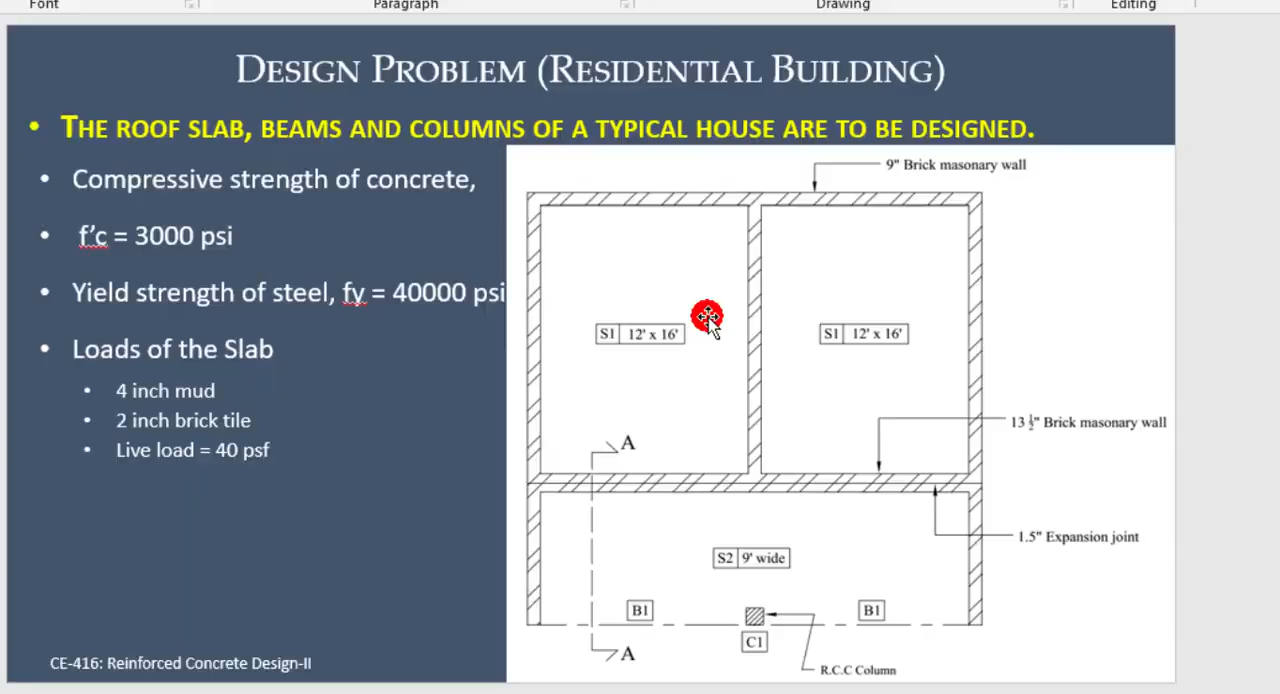 Font Paragraph Drawing Editing
DESIGN PROBLEM (RESIDENTIAL BUILDING)
• THE ROOF SLAB, BEAMS AND COLUMNS OF A TYPICAL HOUSE ARE TO BE DESIGNED.
• Compressive strength of concrete,
• f’c = 3000 psi
• Yield strength of steel, fy = 40000 psi
• Loads of the Slab
• 4 inch mud
• 2 inch brick tile
• Live load = 40 psf
CE-416: Reinforced Concrete Design-II
9" Brick masonary wall
S1 12' x 16'
S1 12' x 16'
13 ½" Brick masonary wall
A
1.5" Expansion joint
S2 9' wide
B1
B1
C1
A
R.C.C Column